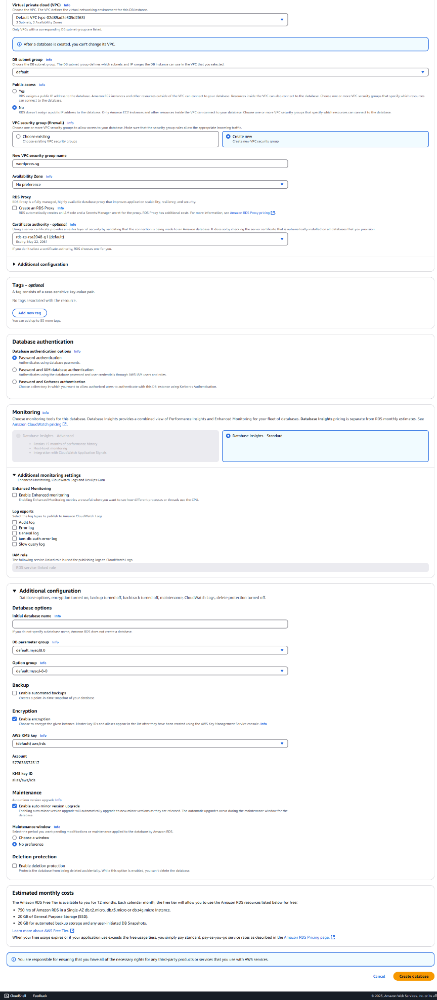 Virtual private cloud (VPC) Info
Choose the VPC. The VPC defines the virtual networking environment for this DB instance.
Default VPC (vpc-02d89ad2e305d2f63)
3 Subnets, 3 Availability Zones
Only VPCs with a corresponding DB subnet group are listed.
After a database is created, you can't change its VPC.
DB subnet group Info
Choose the DB subnet group. The DB subnet group defines which subnets and IP ranges the DB instance can use in the VPC that you selected.
default
Public access Info
Yes
RDS assigns a public IP address to the database. Amazon EC2 instances and other resources outside of the VPC can connect to your database. Resources inside the VPC can also connect to the database. Choose one or more VPC security groups that specify which resources
can connect to the database.
No
RDS doesn't assign a public IP address to the database. Only Amazon EC2 instances and other resources inside the VPC can connect to your database. Choose one or more VPC security groups that specify which resources can connect to the database.
VPC security group (firewall) Info
Choose one or more VPC security groups to allow access to your database. Make sure that the security group rules allow the appropriate incoming traffic.
Choose existing
Choose existing VPC security groups
Create new
Create new VPC security group
New VPC security group name
wordpress-sg
Availability Zone Info
No preference
RDS Proxy
RDS Proxy is a fully managed, highly available database proxy that improves application scalability, resiliency, and security.
Create an RDS Proxy Info
RDS automatically creates an IAM role and a Secrets Manager secret for the proxy. RDS Proxy has additional costs. For more information, see Amazon RDS Proxy pricing.
Certificate authority - optional Info
Using a server certificate provides an extra layer of security by validating that the connection is being made to an Amazon database. It does so by checking the server certificate that is automatically installed on all databases that you provision.
rds-ca-rsa2048-g1 (default)
Expiry: May 22, 2061
If you don't select a certificate authority, RDS chooses one for you.
Additional configuration
Tags - optional
A tag consists of a case-sensitive key-value pair.
No tags associated with the resource.
Add new tag
You can add up to 50 more tags.
Database authentication
Database authentication options Info
Password authentication
Authenticates using database passwords.
Password and IAM database authentication
Authenticates using the database password and user credentials through AWS IAM users and roles.
Password and Kerberos authentication
Choose a directory in which you want to allow authorized users to authenticate with this DB instance using Kerberos Authentication.
Monitoring Info
Choose monitoring tools for this database. Database Insights provides a combined view of Performance Insights and Enhanced Monitoring for your fleet of databases. Database Insights pricing is separate from RDS monthly estimates. See
Amazon CloudWatch pricing.
Database Insights - Advanced
• Retains 15 months of performance history
• Fleet-level monitoring
• Integration with CloudWatch Application Signals
Database Insights - Standard
Additional monitoring settings
Enhanced Monitoring, CloudWatch Logs and DevOps Guru
Enhanced Monitoring
Enable Enhanced monitoring
Enabling Enhanced Monitoring metrics are useful when you want to see how different processes or threads use the CPU.
Log exports
Select the log types to publish to Amazon CloudWatch Logs
Audit log
Error log
General log
iam-db-auth-error log
Slow query log
IAM role
The following service-linked role is used for publishing logs to CloudWatch Logs.
RDS service-linked role
Additional configuration
Database options, encryption turned on, backup turned off, backtrack turned off, maintenance, CloudWatch Logs, delete protection turned off.
Database options
Initial database name Info
If you do not specify a database name, Amazon RDS does not create a database.
DB parameter group Info
default.mysql8.0
Option group Info
default:mysql-8-0
Backup
Enable automated backups
Creates a point-in-time snapshot of your database
Encryption
Enable encryption
Choose to encrypt the given instance. Master key IDs and aliases appear in the list after they have been created using the AWS Key Management Service console. Info
AWS KMS key Info
(default) aws/rds
Account
577638372317
KMS key ID
alias/aws/rds
Maintenance
Auto minor version upgrade Info
Enable auto minor version upgrade
Enabling auto minor version upgrade will automatically upgrade to new minor versions as they are released. The automatic upgrades occur during the maintenance window for the
database.
Maintenance window Info
Select the period you want pending modifications or maintenance applied to the database by Amazon RDS.
Choose a window
No preference
Deletion protection
Enable deletion protection
Protects the database from being deleted accidentally. While this option is enabled, you can't delete the database.
Estimated monthly costs
The Amazon RDS Free Tier is available to you for 12 months. Each calendar month, the free tier will allow you to use the Amazon RDS resources listed below for free:
• 750 hrs of Amazon RDS in a Single-AZ db.t2.micro, db.t3.micro or db.t4g.micro Instance.
• 20 GB of General Purpose Storage (SSD).
• 20 GB for automated backup storage and any user-initiated DB Snapshots.
Learn more about AWS Free Tier.
When your free usage expires or if your application use exceeds the free usage tiers, you simply pay standard, pay-as-you-go service rates as described in the Amazon RDS Pricing page.
You are responsible for ensuring that you have all of the necessary rights for any third-party products or services that you use with AWS services.
Cancel
Create database
CloudShell Feedback
© 2025, Amazon Web Services, Inc. or its aff